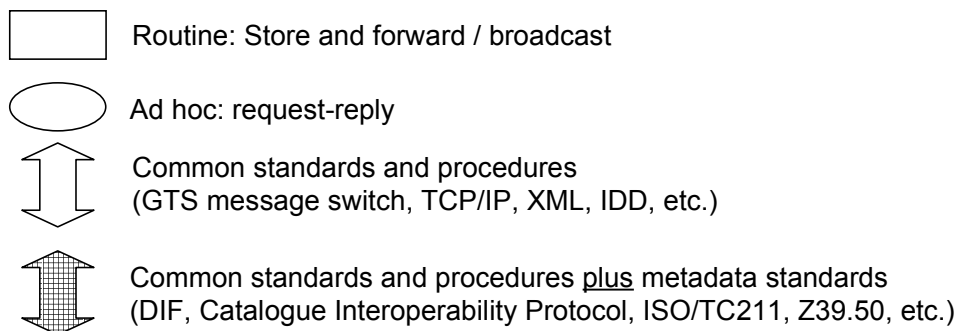 Routine: Store and forward / broadcast
Ad hoc: request-reply
Common standards and procedures
(GTS message switch, TCP/IP, XML, IDD, etc.)
Common standards and procedures plus metadata standards
(DIF, Catalogue Interoperability Protocol, ISO/TC211, Z39.50, etc.)